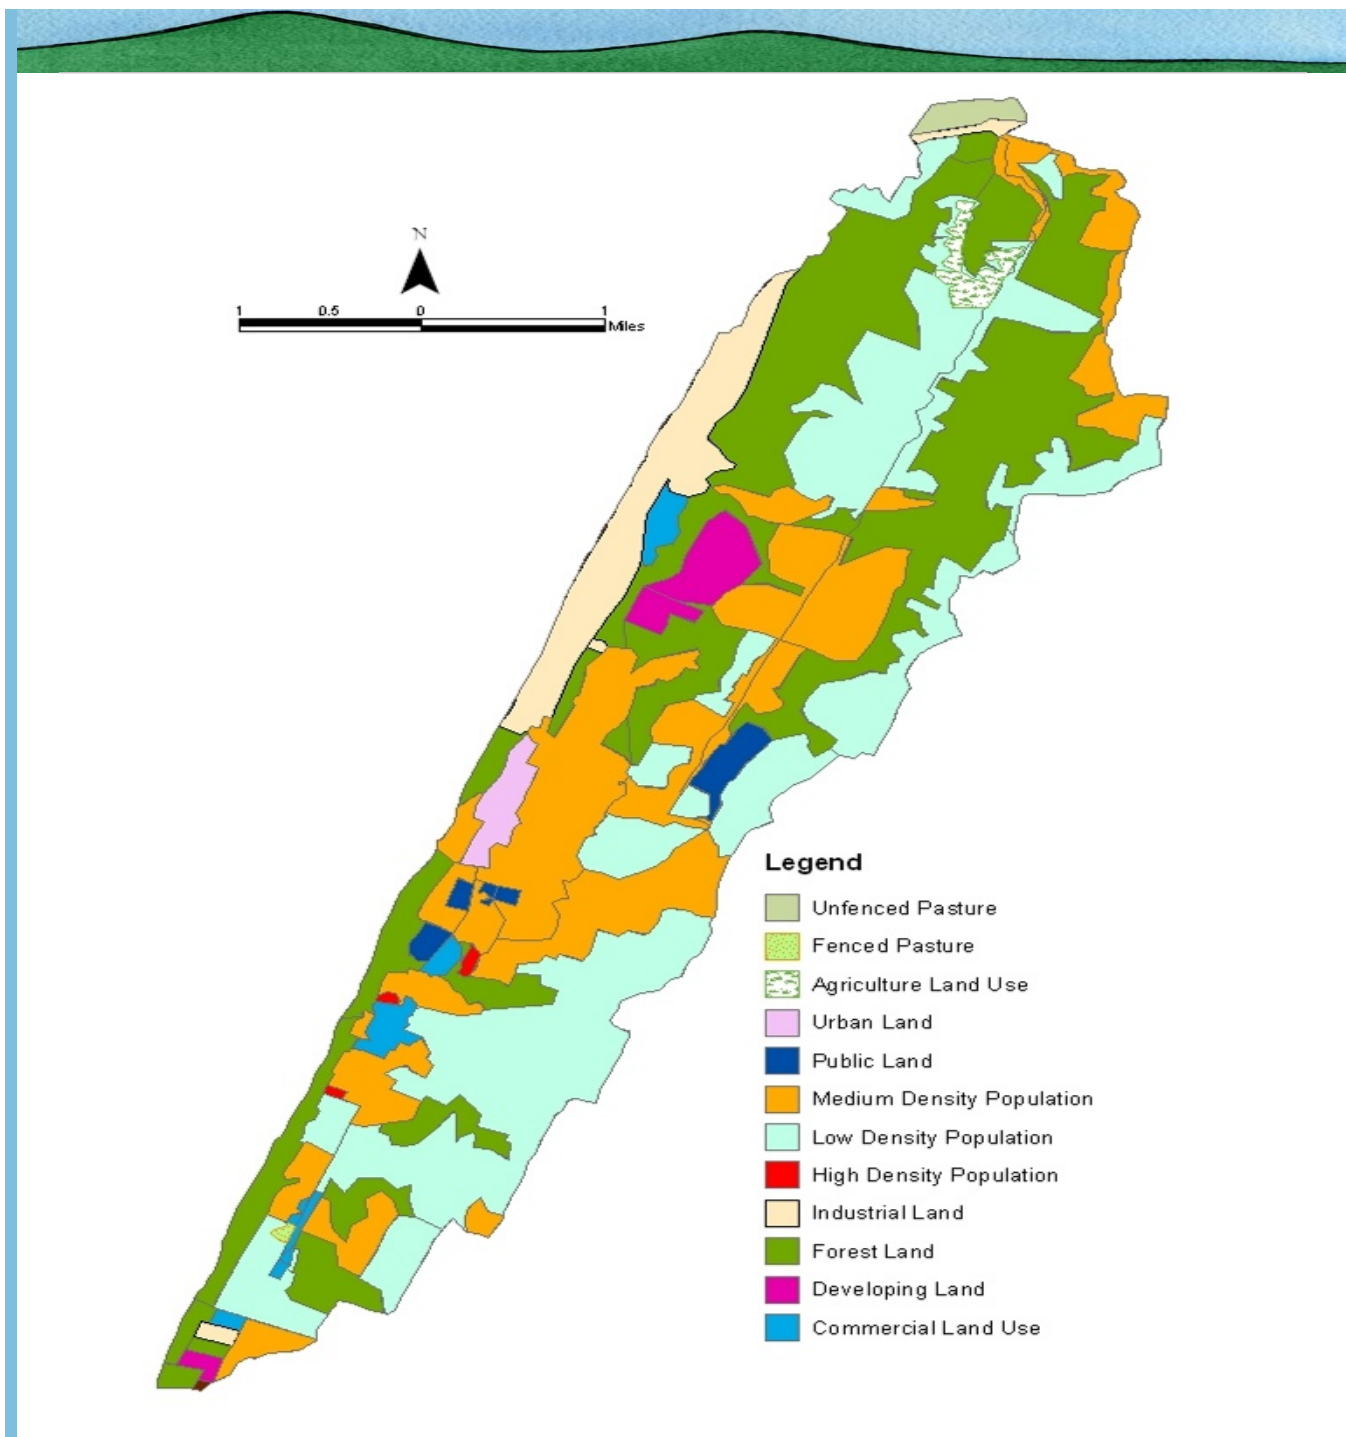 N
1 0.5 0 1
Miles
Legend
Unfenced Pasture
Fenced Pasture
Agriculture Land Use
Urban Land
Public Land
Medium Density Population
Low Density Population
High Density Population
Industrial Land
Forest Land
Developing Land
Commercial Land Use